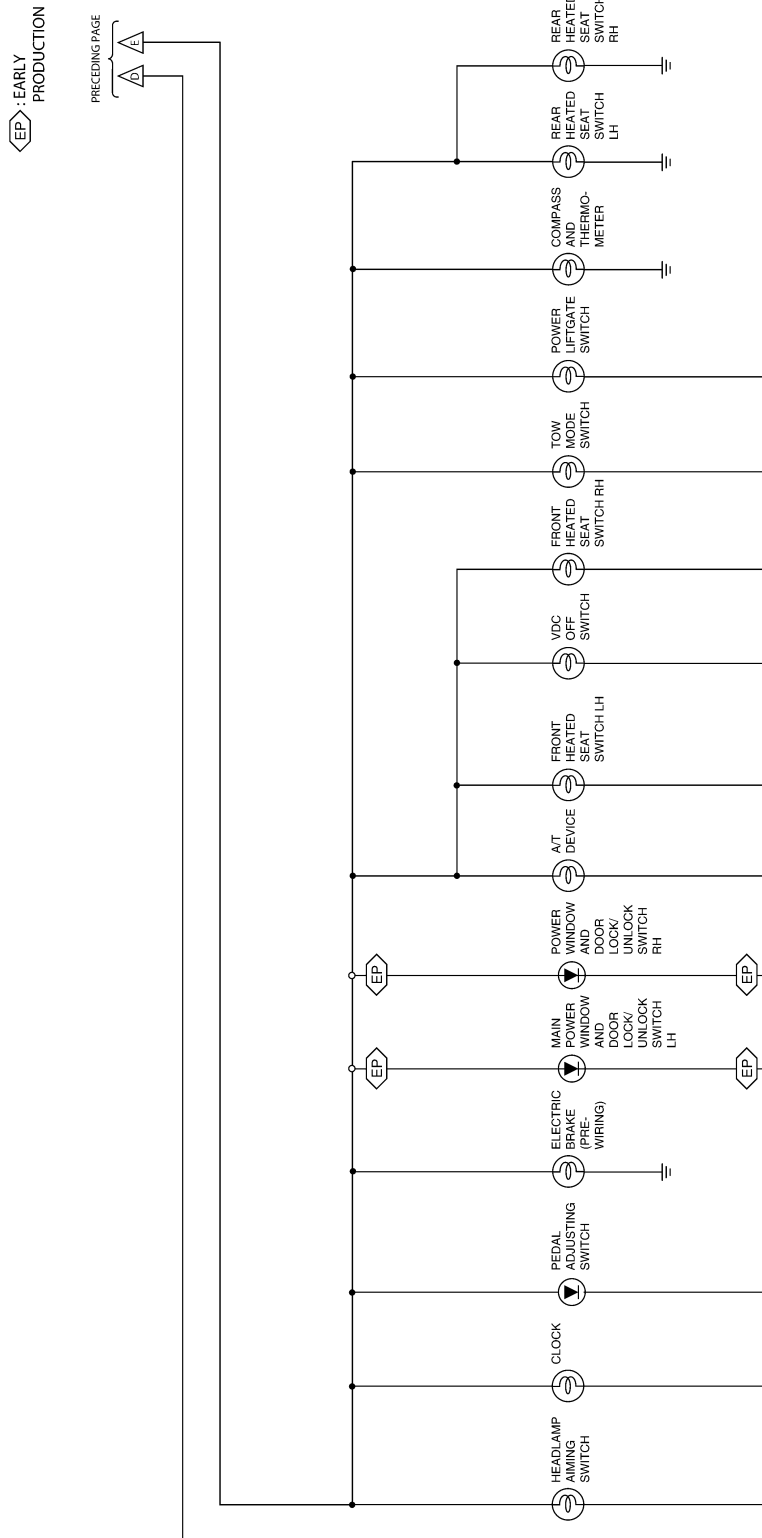 EP : EARLY
PRODUCTION
PRECEDING PAGE
E
D
REAR
HEATED
SEAT
SWITCH
RH
REAR
HEATED
SEAT
SWITCH
LH
COMPASS
AND
THERMO-
METER
POWER
LIFTGATE
SWITCH
TOW
MODE
SWITCH
FRONT
HEATED
SEAT
SWITCH RH
VDC
OFF
SWITCH
FRONT
HEATED
SEAT
SWITCH LH
A/T
DEVICE
POWER
WINDOW
AND
DOOR
LOCK/
UNLOCK
SWITCH
RH
EP
EP
MAIN
POWER
WINDOW
AND
DOOR
LOCK/
UNLOCK
SWITCH
LH
EP
EP
ELECTRIC
BRAKE
(PRE-
WIRING)
PEDAL
ADJUSTING
SWITCH
CLOCK
HEADLAMP
AIMING
SWITCH